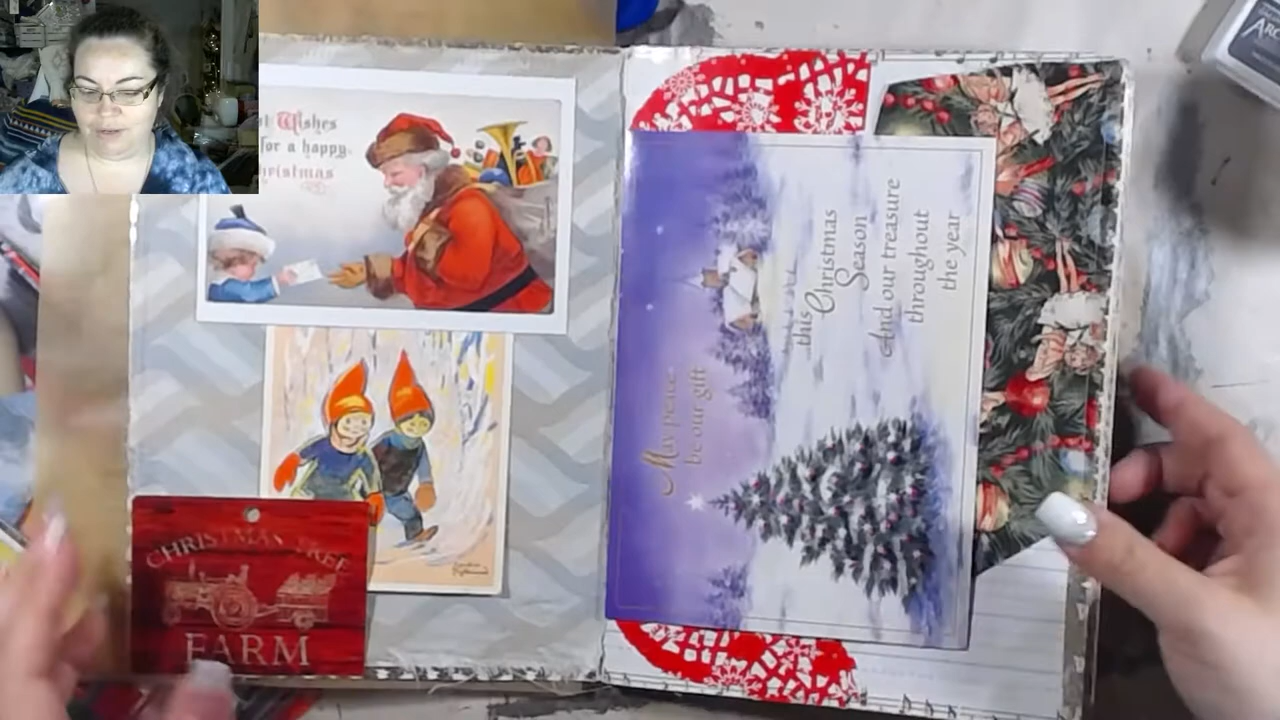 Wishes
for a happy
CHRISTMAS TREE
FARM
May peace
be our gift
this Christmas
Season
And our treasure
throughout
the year